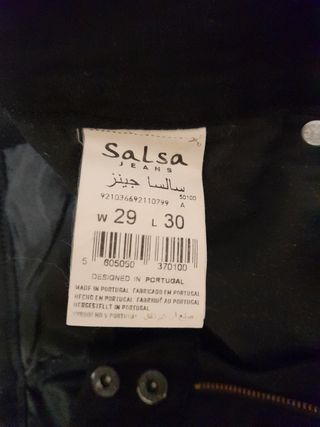 Salsa
JEANS
سالسا جينز
50100
921036692110799 A
W 29 L 30
5 605050 370100
DESIGNED IN PORTUGAL
MADE IN PORTUGAL FABRICADO EM PORTUGAL
HECHO EN PORTUGAL FABRIQUÉ AU PORTUGAL
HERGESTELLT IN PORTUGAL